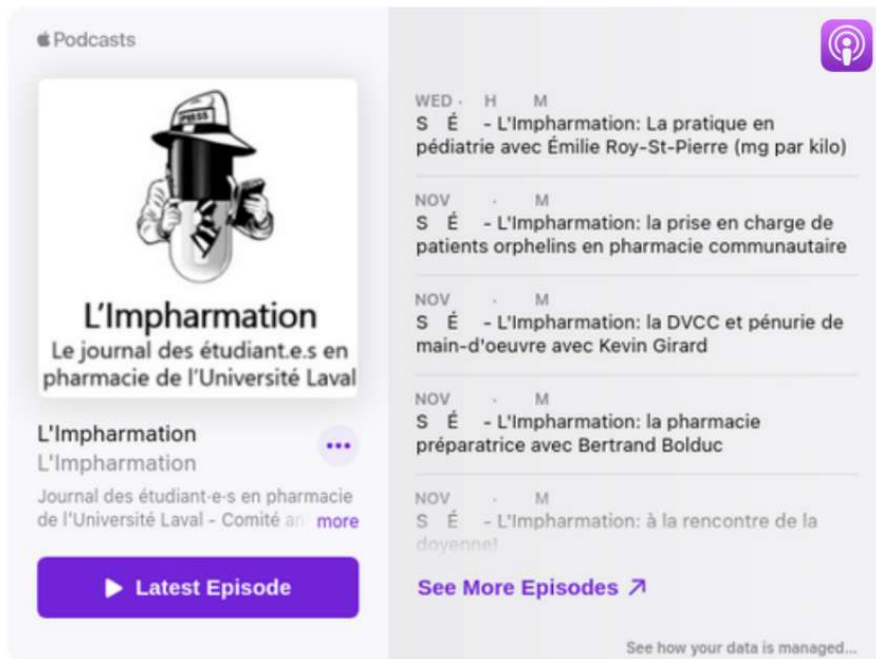 Podcasts
PRESS
L'Impharmation
Le journal des étudiant.e.s en
pharmacie de l'Université Laval
L'Impharmation
L'Impharmation
Journal des étudiant·e·s en pharmacie
de l'Université Laval - Comité an more
Latest Episode
WED · H M
S É - L'Impharmation: La pratique en
pédiatrie avec Émilie Roy-St-Pierre (mg par kilo)
NOV · M
S É - L'Impharmation: la prise en charge de
patients orphelins en pharmacie communautaire
NOV · M
S É - L'Impharmation: la DVCC et pénurie de
main-d'oeuvre avec Kevin Girard
NOV · M
S É - L'Impharmation: la pharmacie
préparatrice avec Bertrand Bolduc
NOV · M
S É - L'Impharmation: à la rencontre de la
doyenne!
See More Episodes
See how your data is managed...